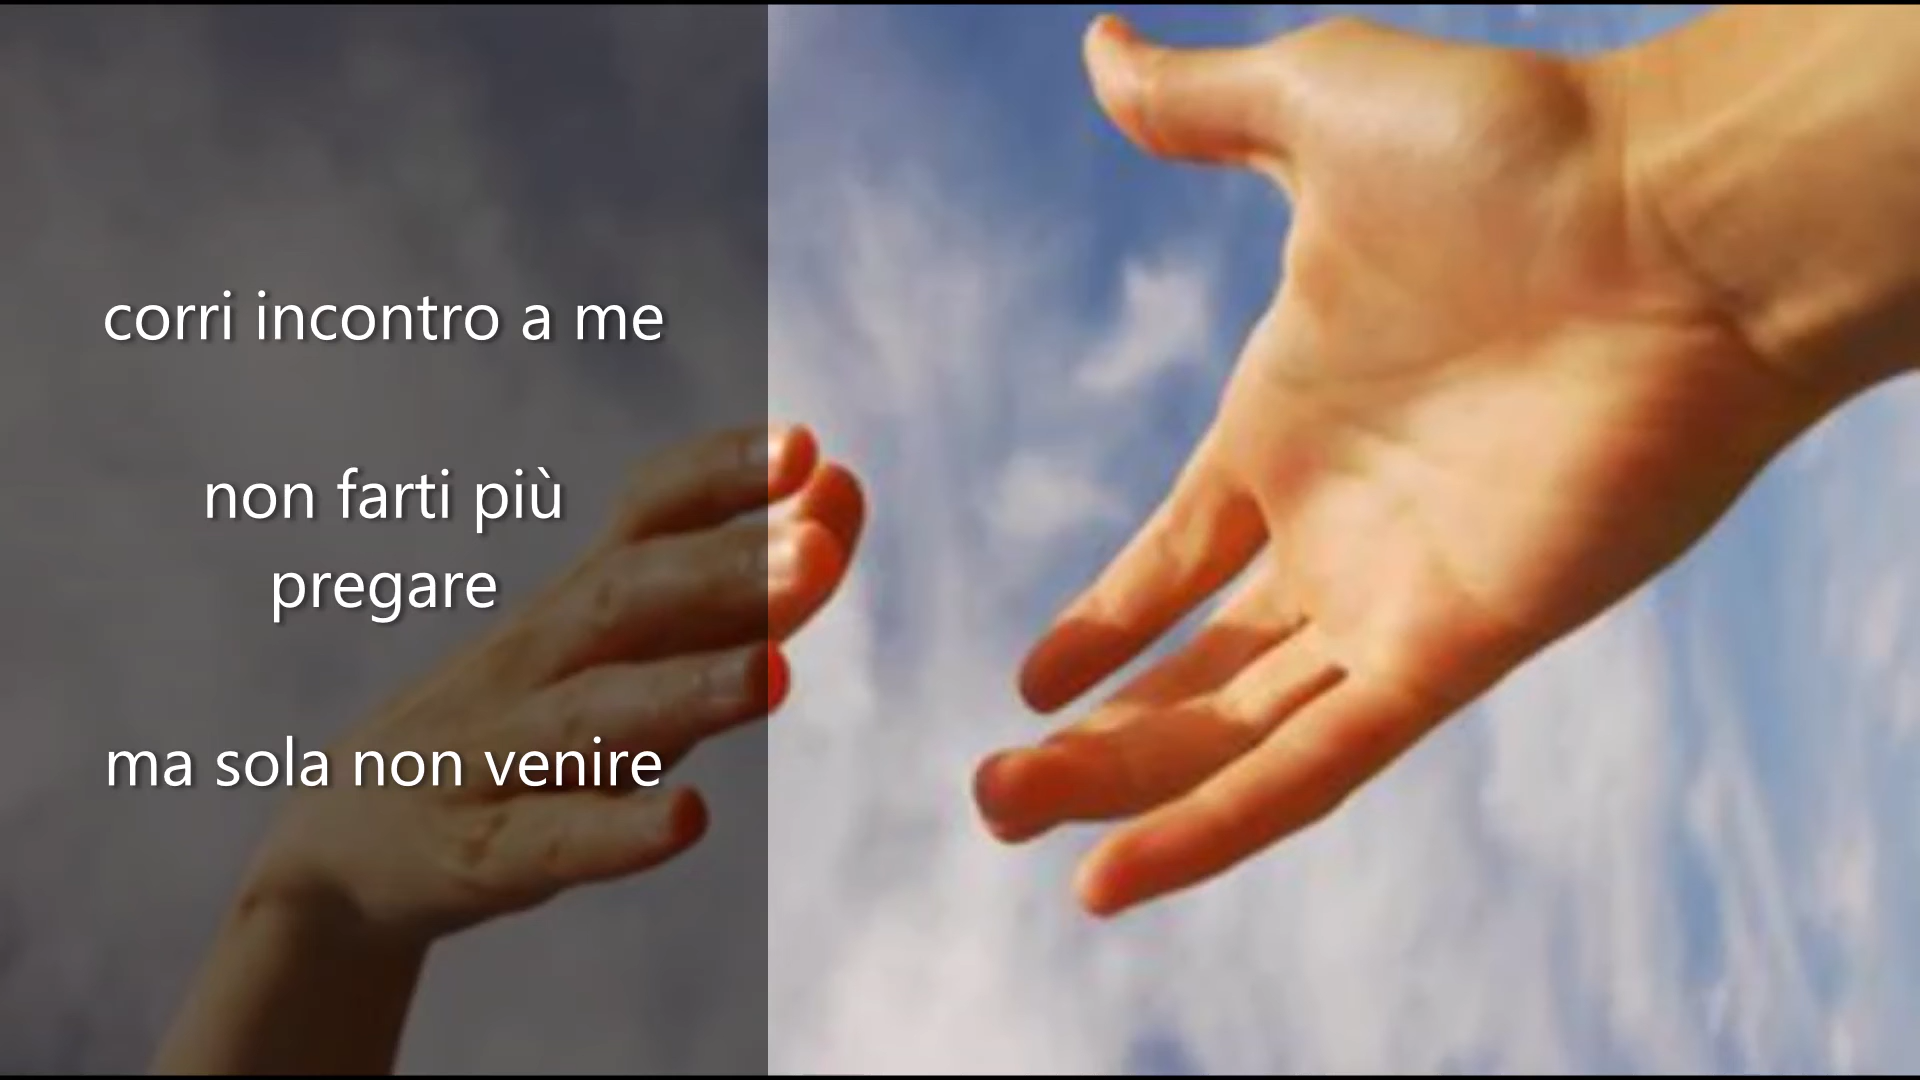 corri incontro a me
non farti più
pregare
ma sola non venire